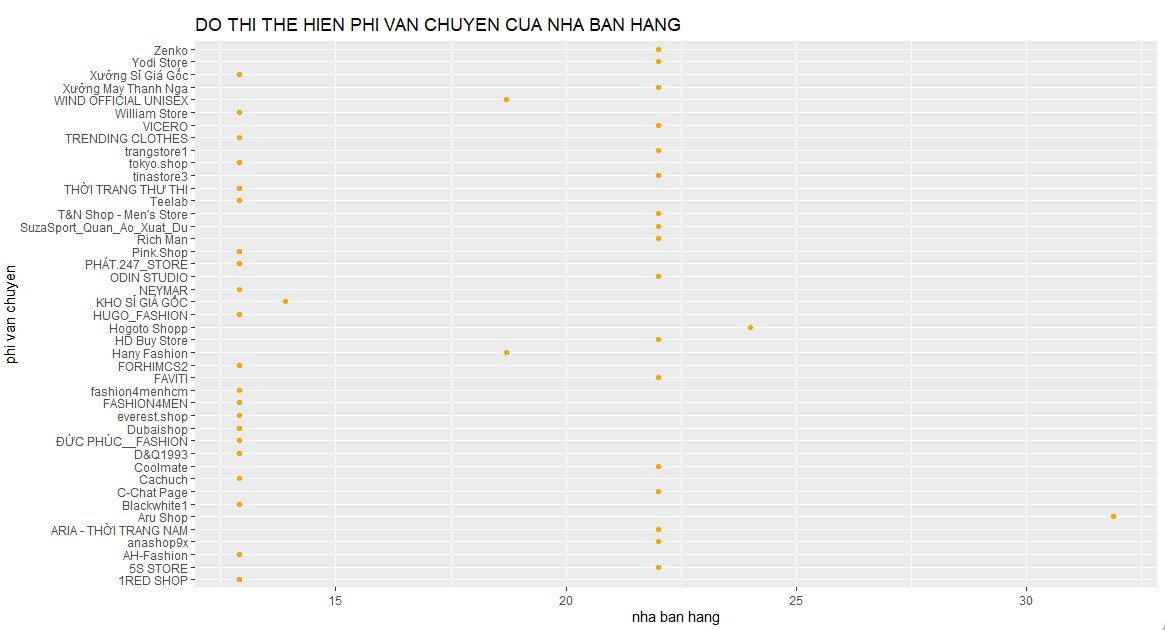 DO THI THE HIEN PHI VAN CHUYEN CUA NHA BAN HANG
Zenko
Yodi Store
Xưởng Sỉ Giá Gốc
Xưởng May Thanh Nga
WIND OFFICIAL UNISEX
William Store
VICERO
TRENDING CLOTHES
trangstore1
tokyo.shop
tinastore3
THỜI TRANG THƯ THI
Teelab
T&N Shop - Men's Store
SuzaSport_Quan_Ao_Xuat_Du
Rich Man
Pink.Shop
PHÁT.247_STORE
ODIN STUDIO
NEYMAR
KHO SỈ GIÁ GỐC
HUGO_FASHION
Hogoto Shopp
HD Buy Store
Hany Fashion
FORHIMCS2
FAVITI
fashion4menhcm
FASHION4MEN
everest.shop
Dubaishop
ĐỨC PHÚC__FASHION
D&Q1993
Coolmate
Cachuch
C-Chat Page
Blackwhite1
Aru Shop
ARIA - THỜI TRANG NAM
anashop9x
AH-Fashion
5S STORE
1RED SHOP
phi van chuyen
15 20 25 30
nha ban hang